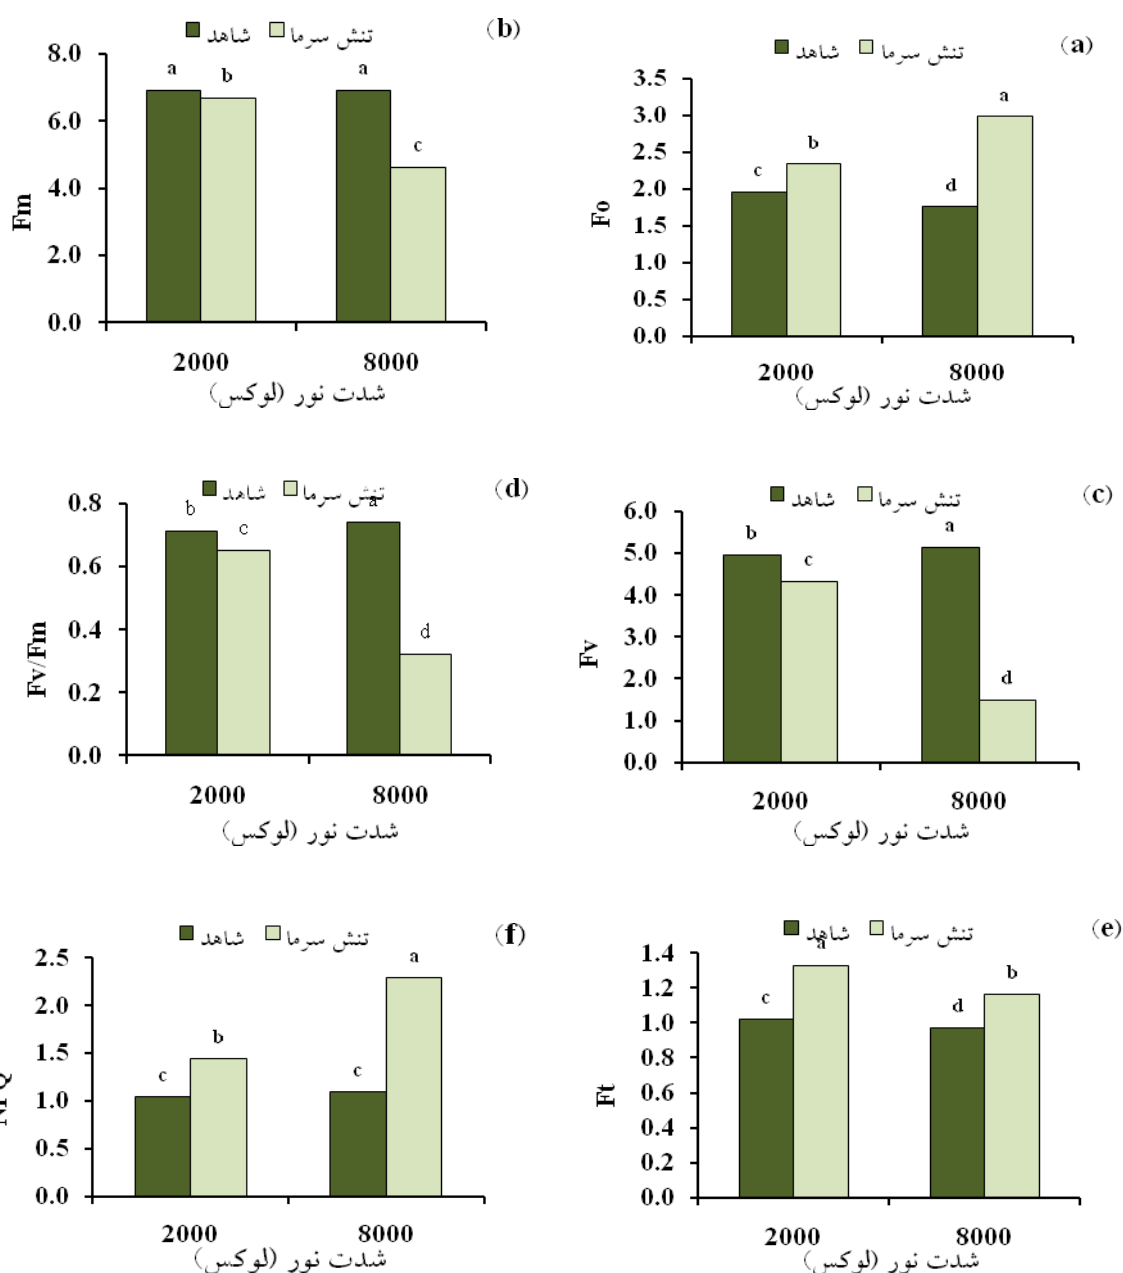 (b)
شاهد تنش سرما
8.0
6.0
4.0
2.0
0.0
Fm
a b a c
2000 8000
شدت نور (لوکس)
(a)
شاهد تنش سرما
3.5
3.0
2.5
2.0
1.5
1.0
0.5
0.0
Fo
c b d a
2000 8000
شدت نور (لوکس)
(d)
شاهد تنش سرما
0.8
0.6
0.4
0.2
0.0
Fv/Fm
b c a d
2000 8000
شدت نور (لوکس)
(c)
شاهد تنش سرما
6.0
5.0
4.0
3.0
2.0
1.0
0.0
Fv
b c a d
2000 8000
شدت نور (لوکس)
(f)
شاهد تنش سرما
2.5
2.0
1.5
1.0
0.5
0.0
NPQ
c b c a
2000 8000
شدت نور (لوکس)
(e)
شاهد تنش سرما
1.4
1.2
1.0
0.8
0.6
0.4
0.2
0.0
Ft
c a d b
2000 8000
شدت نور (لوکس)